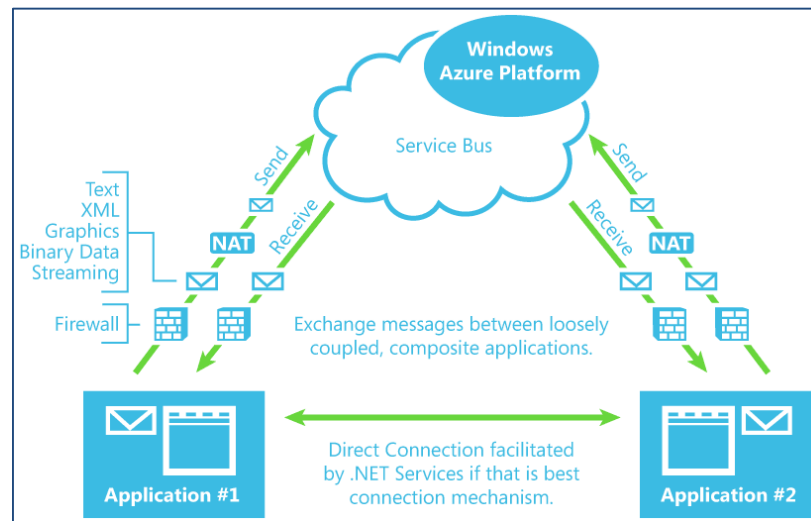 Windows
Azure Platform
Service Bus
Send
Receive
NAT
Text
XML
Graphics
Binary Data
Streaming
Firewall
Send
Receive
NAT
Exchange messages between loosely
coupled, composite applications.
Direct Connection facilitated
by .NET Services if that is best
connection mechanism.
Application #1
Application #2